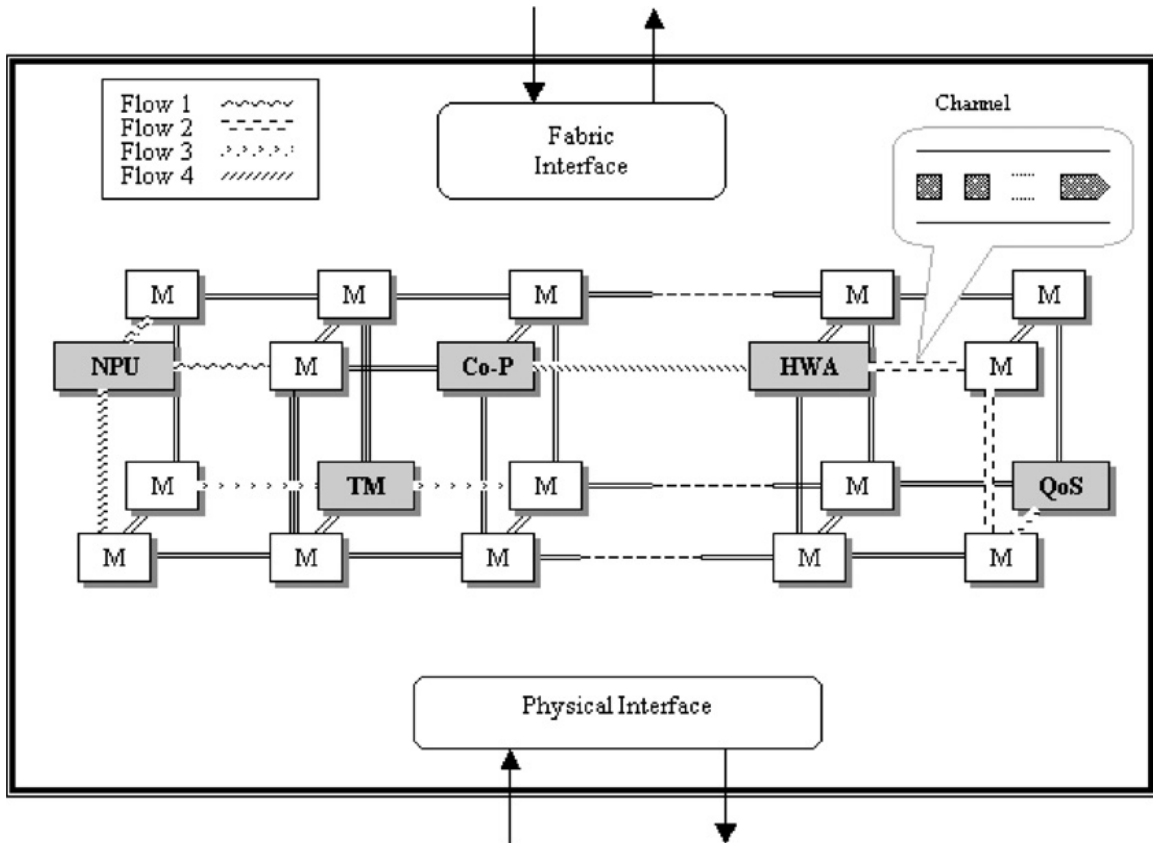 Flow 1
Flow 2
Flow 3
Flow 4
Fabric
Interface
Channel
M M M M M
NPU M Co-P HWA M
M TM M M QoS
M M M M M
Physical Interface